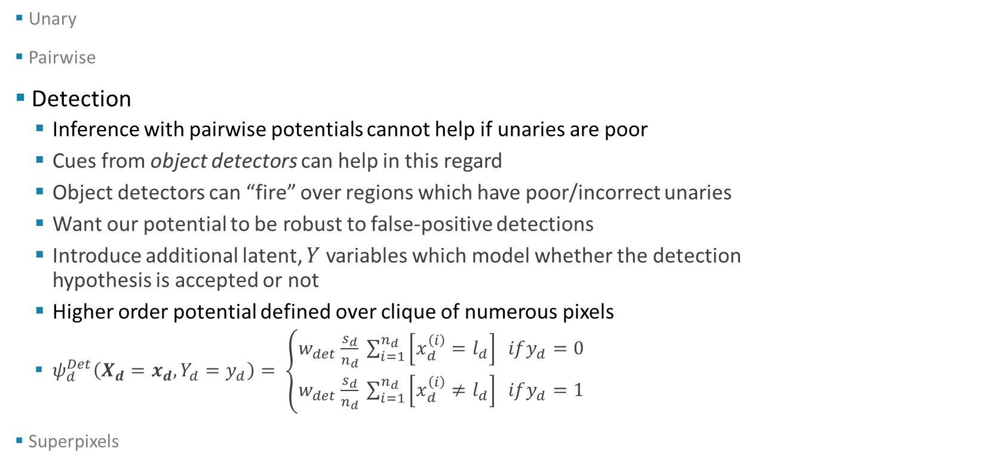 ▪ Unary
▪ Pairwise
▪ Detection
▪ Inference with pairwise potentials cannot help if unaries are poor
▪ Cues from object detectors can help in this regard
▪ Object detectors can “fire” over regions which have poor/incorrect unaries
▪ Want our potential to be robust to false-positive detections
▪ Introduce additional latent, Y variables which model whether the detection
hypothesis is accepted or not
▪ Higher order potential defined over clique of numerous pixels
▪ $\psi_d^{Det}(\boldsymbol{X_d} = \boldsymbol{x_d}, Y_d = y_d) = \begin{cases} w_{det} \frac{s_d}{n_d} \sum_{i=1}^{n_d} \left[ x_d^{(i)} = l_d \right] & if y_d = 0 \\ w_{det} \frac{s_d}{n_d} \sum_{i=1}^{n_d} \left[ x_d^{(i)} \neq l_d \right] & if y_d = 1 \end{cases}$
▪ Superpixels